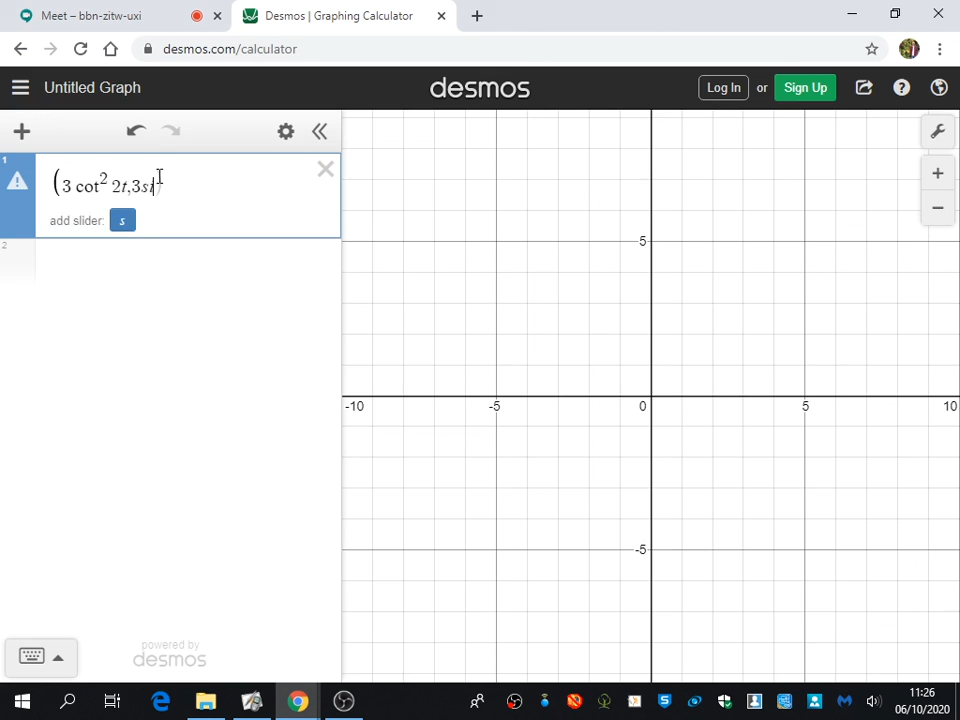 Meet – bbn-zitw-uxi
Desmos | Graphing Calculator
desmos.com/calculator
Untitled Graph
desmos
Log In or Sign Up
1
(3 cot² 2t,3si)
add slider: s
2
5
-10 -5 0 5 10
-5
powered by
desmos
11:26
06/10/2020